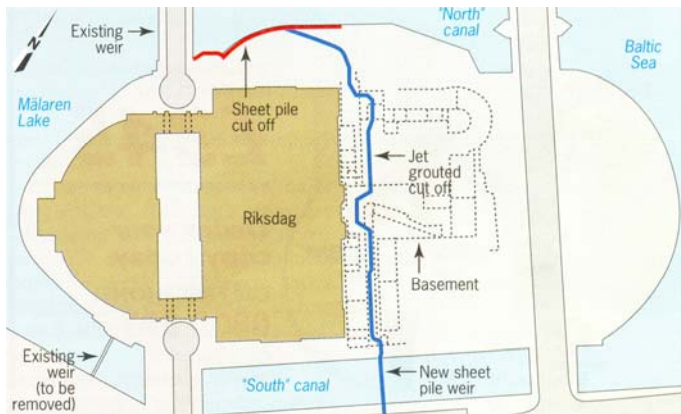 "North"
canal
Existing
weir
N
Baltic
Sea
Mälaren
Lake
Sheet pile
cut off
Jet
grouted
cut off
Riksdag
Basement
Existing
weir
(to be
removed)
"South" canal
New sheet
pile weir